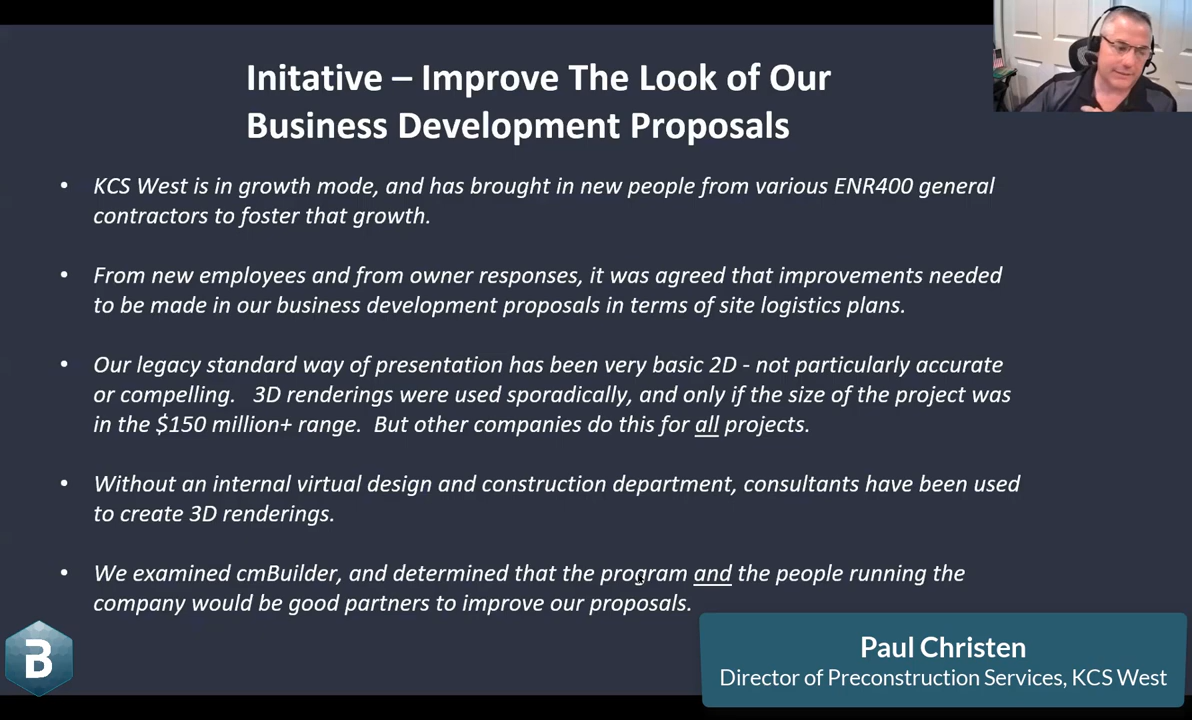 Initative – Improve The Look of Our
Business Development Proposals
• KCS West is in growth mode, and has brought in new people from various ENR400 general
contractors to foster that growth.
• From new employees and from owner responses, it was agreed that improvements needed
to be made in our business development proposals in terms of site logistics plans.
• Our legacy standard way of presentation has been very basic 2D - not particularly accurate
or compelling. 3D renderings were used sporadically, and only if the size of the project was
in the $150 million+ range. But other companies do this for all projects.
• Without an internal virtual design and construction department, consultants have been used
to create 3D renderings.
• We examined cmBuilder, and determined that the program and the people running the
company would be good partners to improve our proposals.
B
Paul Christen
Director of Preconstruction Services, KCS West